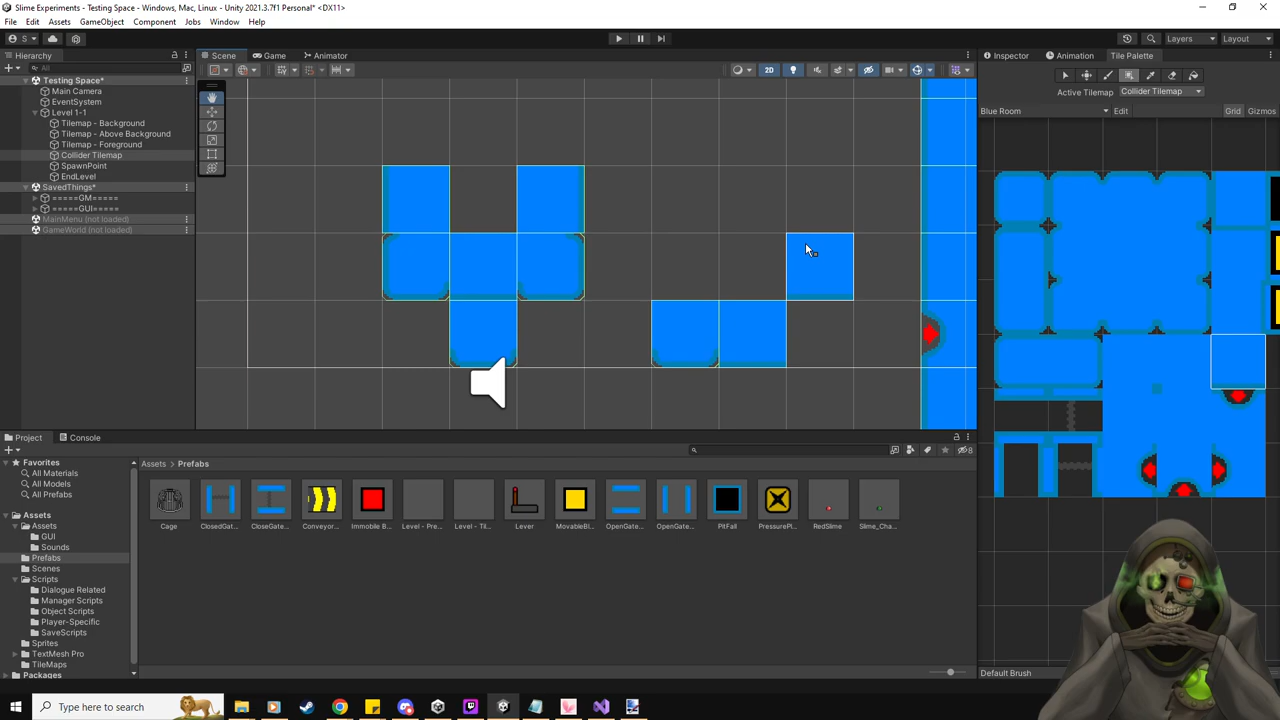 Slime Experiments - Testing Space - Windows, Mac, Linux - Unity 2021.3.7f1 Personal* <DX11>
File Edit Assets GameObject Component Jobs Window Help
S Layers Layout
Hierarchy Scene Game Animator Inspector Animation Tile Palette
All
2D
Testing Space*
Main Camera
EventSystem
Level 1-1
Tilemap - Background
Tilemap - Above Background
Tilemap - Foreground
Collider Tilemap
SpawnPoint
EndLevel
SavedThings*
=====GM=====
=====GUI=====
MainMenu (not loaded)
GameWorld (not loaded)
Active Tilemap Collider Tilemap
Blue Room Edit Grid Gizmos
Project Console
8
Favorites
All Materials
All Models
All Prefabs
Assets
Assets
GUI
Sounds
Prefabs
Scenes
Scripts
Dialogue Related
Manager Scripts
Object Scripts
Player-Specific
SaveScripts
Sprites
TextMesh Pro
TileMaps
Packages
Assets > Prefabs
Cage ClosedGat... CloseGate... Conveyor... Immobile B... Level - Pre... Level - Til... Lever MovableBl... OpenGate... OpenGate... PitFall PressurePl... RedSlime Slime_Cha...
Default Brush
Type here to search